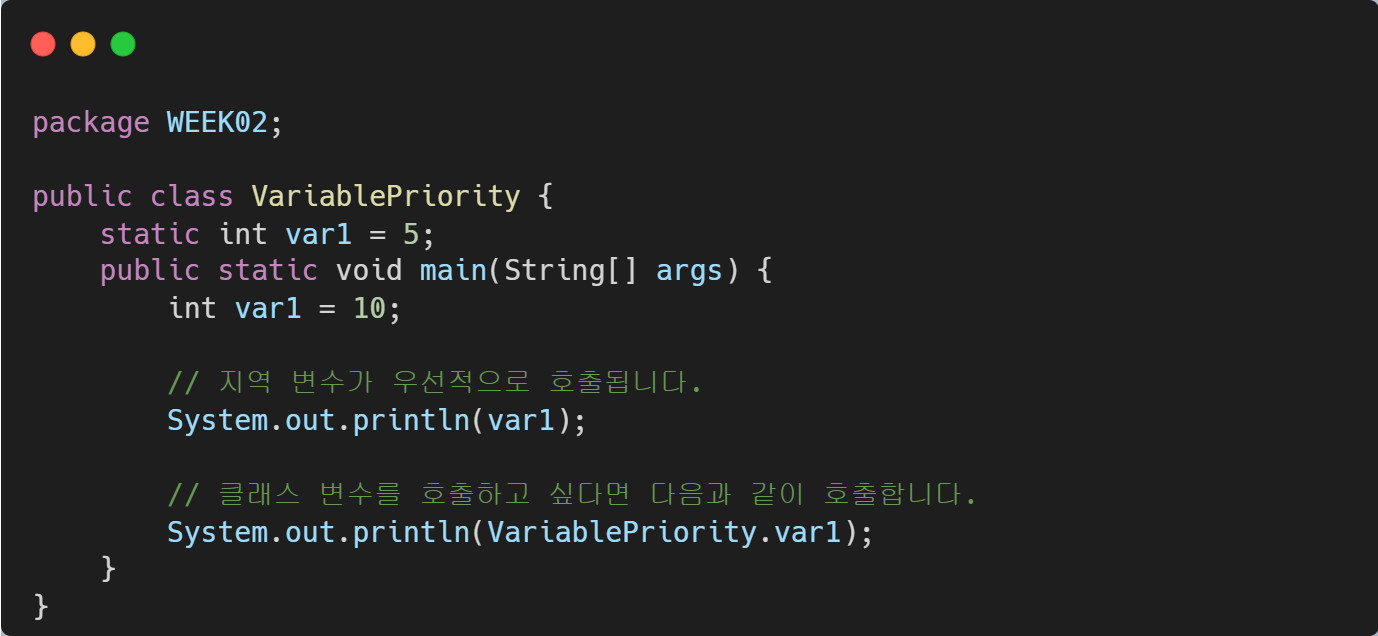 package WEEK02;
public class VariablePriority {
    static int var1 = 5;
    public static void main(String[] args) {
        int var1 = 10;
        // 지역 변수가 우선적으로 호출됩니다.
        System.out.println(var1);
        // 클래스 변수를 호출하고 싶다면 다음과 같이 호출합니다.
        System.out.println(VariablePriority.var1);
    }
}